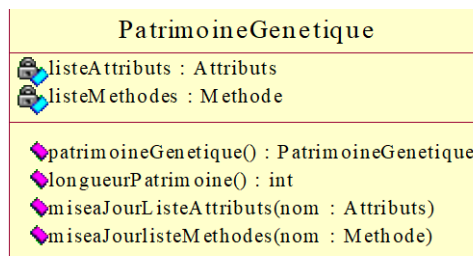 PatrimoineGenetique
listeAttributs : Attributs
listeMethodes : Methode
patrimoineGenetique() : PatrimoineGenetique
longueurPatrimoine() : int
miseaJourListeAttributs(nom : Attributs)
miseaJourlisteMethodes(nom : Methode)